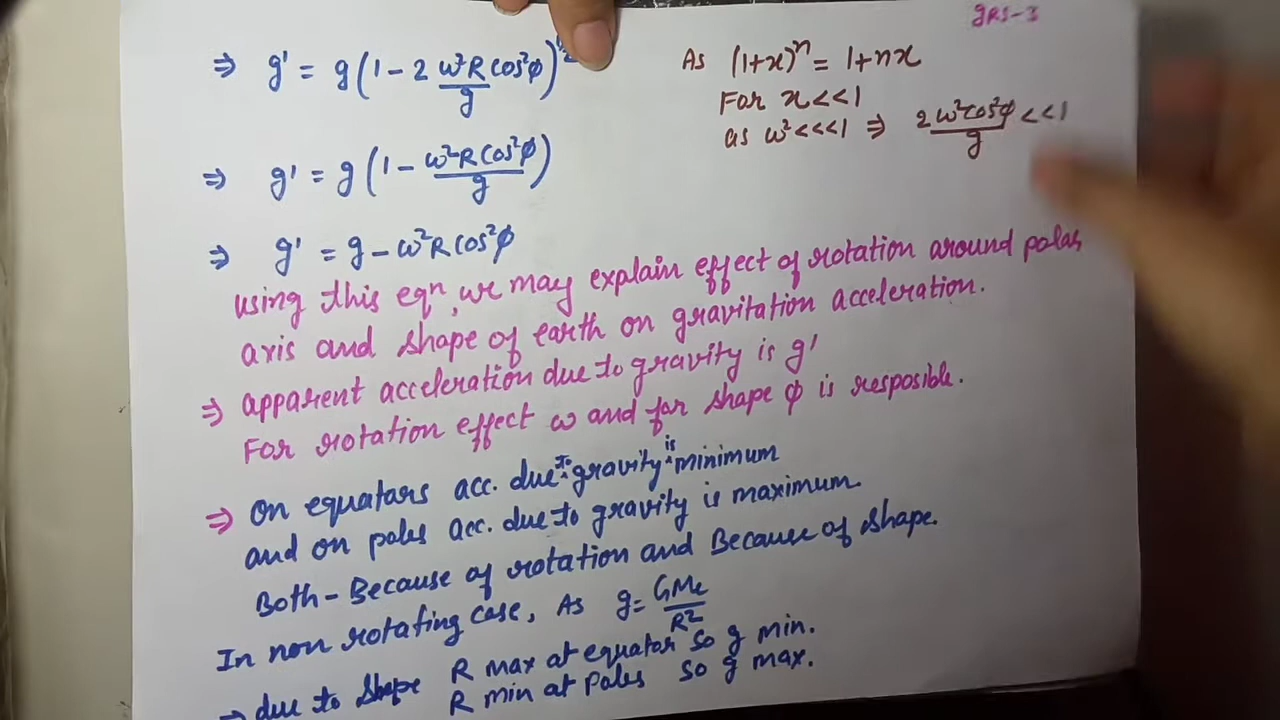 gRS-3
⇒ g' = g(1 - 2 ω²R cos²φ / g)^1/2
As (1+x)^n = 1+nx
For x<<1
as ω²<<<1 ⇒ 2ω²cos²φ / g <<1
⇒ g' = g(1 - ω²R cos²φ / g)
⇒ g' = g - ω²R cos²φ
using this eqn, we may explain effect of rotation around polar
axis and shape of earth on gravitation acceleration.
⇒ apparent acceleration due to gravity is g'
For rotation effect ω and for shape φ is resposible.
⇒ On equators acc. due to gravity is minimum
and on poles acc. due to gravity is maximum
Both - Because of rotation and Because of shape.
In non rotating case, As g = GMe / R²
⇒ due to shape R max at equator so g min.
R min at poles so g max.